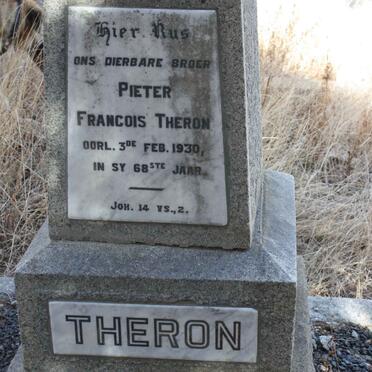 Hier Rus
ONS DIERBARE BROER
PIETER
FRANCOIS THERON
OORL. 3DE FEB. 1930,
IN SY 68STE JAAR.
JOH. 14 VS., 2.
THERON